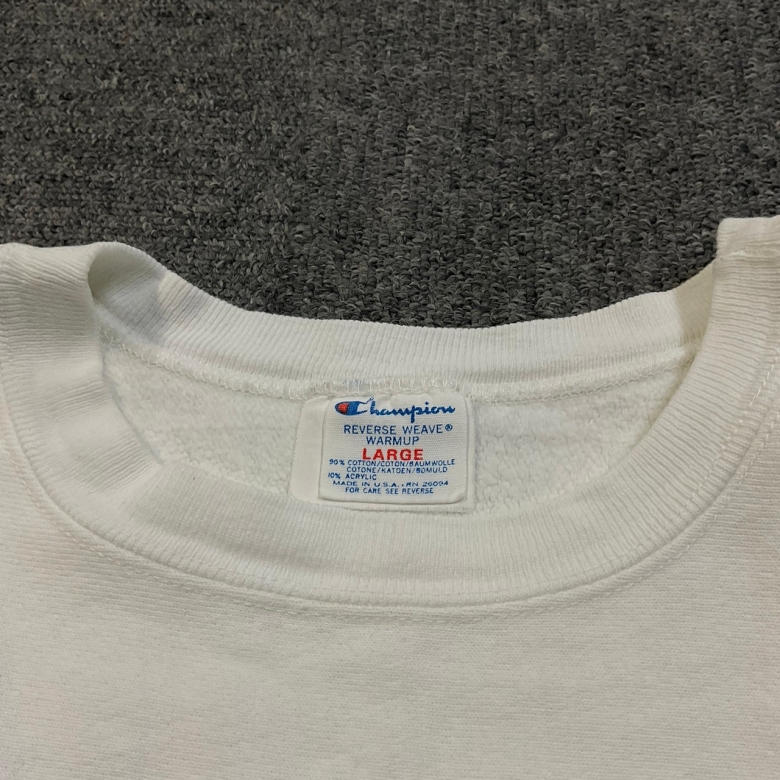 Champion
REVERSE WEAVE®
WARMUP
LARGE
90% COTTON/COTON/BAUMWOLLE
COTONE/KATOEN/BOMULD
10% ACRYLIC
MADE IN U.S.A. • RN 26094
FOR CARE SEE REVERSE